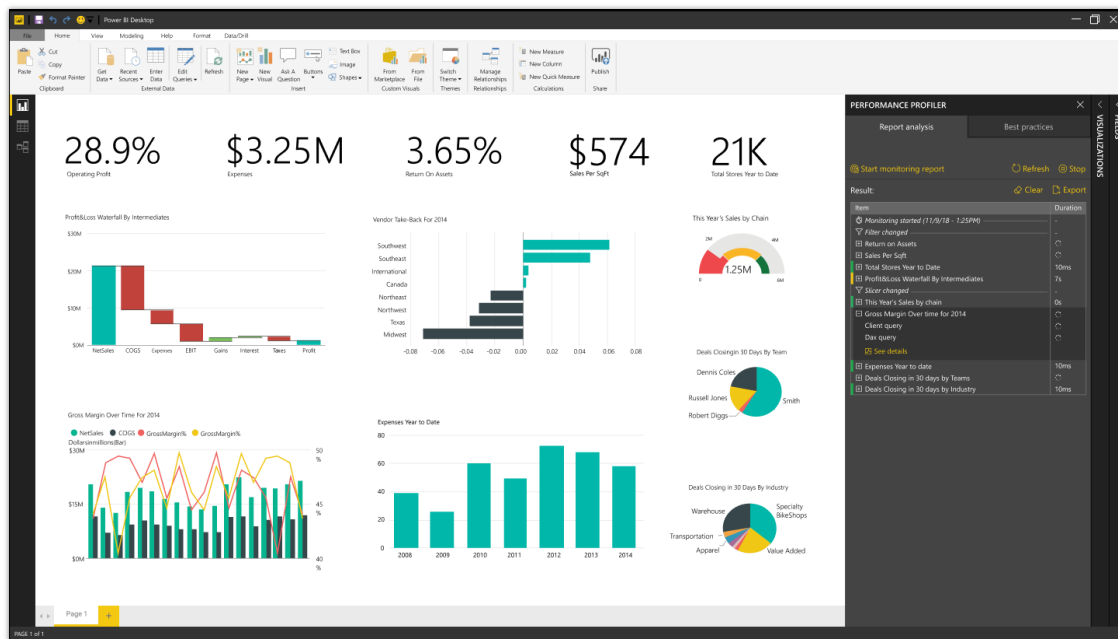 Power BI Desktop
File Home View Modeling Help Format Data/Drill
Paste
Cut
Copy
Format Painter
Clipboard
Get Data
Recent Sources
Enter Data
Edit Queries
Refresh
External Data
New Page
New Visual
Ask A Question
Buttons
Text Box
Image
Shapes
Insert
From Marketplace
From File
Custom Visuals
Switch Theme
Themes
Manage Relationships
Relationships
New Measure
New Column
New Quick Measure
Calculations
Publish
Share
28.9%
Operating Profit
$3.25M
Expenses
3.65%
Return On Assets
$574
Sales Per SqFt
21K
Total Stores Year to Date
Profit&Loss Waterfall By Intermediates
$30M
$20M
$10M
$0M
NetSales COGS Expenses EBIT Gains Interest Takes Profit
Vendor Take-Back For 2014
Southwest
Southeast
International
Canada
Northeast
Northwest
Texas
Midwest
-0.08 -0.06 -0.04 -0.02 0.00 0.02 0.04 0.06 0.08
This Year's Sales by Chain
2M 4M
1.25M
0 6M
Deals Closingin 30 Days By Team
Dennis Coles
Russell Jones
Robert Diggs
Smith
Gross Margin Over Time For 2014
NetSales COGS GrossMargin% GrossMargin%
Dollarsinmillions(Bar)
$30M
$15M
$0M
50 %
45 %
40 %
Expenses Year to Date
80
60
40
20
0
2008 2009 2010 2011 2012 2013 2014
Deals Closing in 30 Days By Industry
Warehouse
Specialty BikeShops
Transportation
Apparel
Value Added
PERFORMANCE PROFILER
Report analysis Best practices
Start monitoring report Refresh Stop
Result: Clear Export
Item Duration
Monitoring started (11/9/18 - 1:25PM) -
Filter changed -
Return on Assets
Sales Per Sqft
Total Stores Year to Date 10ms
Profit&Loss Waterfall By Intermediates 7s
Slicer changed -
This Year's Sales by chain 0s
Gross Margin Over time for 2014
Client query
Dax query
See details
Expenses Year to date 10ms
Deals Closing in 30 days by Teams
Deals Closing in 30 days by Industry 10ms
VISUALIZATIONS
FIELDS
Page 1
PAGE 1 of 1